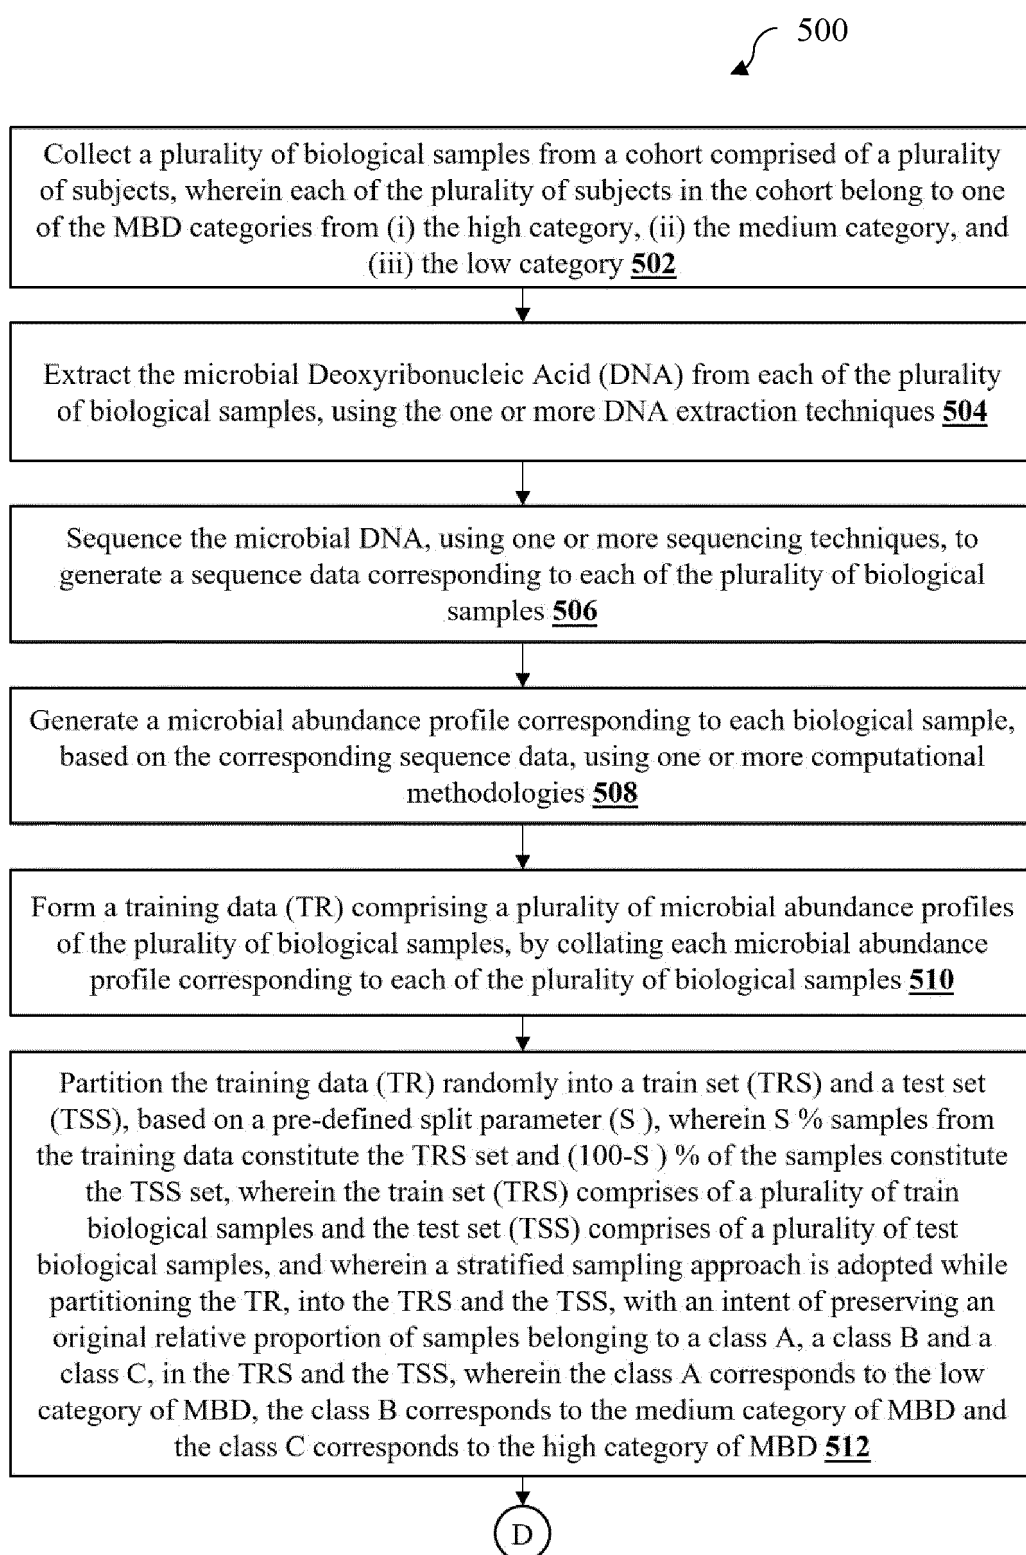 500
Collect a plurality of biological samples from a cohort comprised of a plurality
of subjects, wherein each of the plurality of subjects in the cohort belong to one
of the MBD categories from (i) the high category, (ii) the medium category, and
(iii) the low category 502
Extract the microbial Deoxyribonucleic Acid (DNA) from each of the plurality
of biological samples, using the one or more DNA extraction techniques 504
Sequence the microbial DNA, using one or more sequencing techniques, to
generate a sequence data corresponding to each of the plurality of biological
samples 506
Generate a microbial abundance profile corresponding to each biological sample,
based on the corresponding sequence data, using one or more computational
methodologies 508
Form a training data (TR) comprising a plurality of microbial abundance profiles
of the plurality of biological samples, by collating each microbial abundance
profile corresponding to each of the plurality of biological samples 510
Partition the training data (TR) randomly into a train set (TRS) and a test set
(TSS), based on a pre-defined split parameter (S ), wherein S % samples from
the training data constitute the TRS set and (100-S ) % of the samples constitute
the TSS set, wherein the train set (TRS) comprises of a plurality of train
biological samples and the test set (TSS) comprises of a plurality of test
biological samples, and wherein a stratified sampling approach is adopted while
partitioning the TR, into the TRS and the TSS, with an intent of preserving an
original relative proportion of samples belonging to a class A, a class B and a
class C, in the TRS and the TSS, wherein the class A corresponds to the low
category of MBD, the class B corresponds to the medium category of MBD and
the class C corresponds to the high category of MBD 512
D